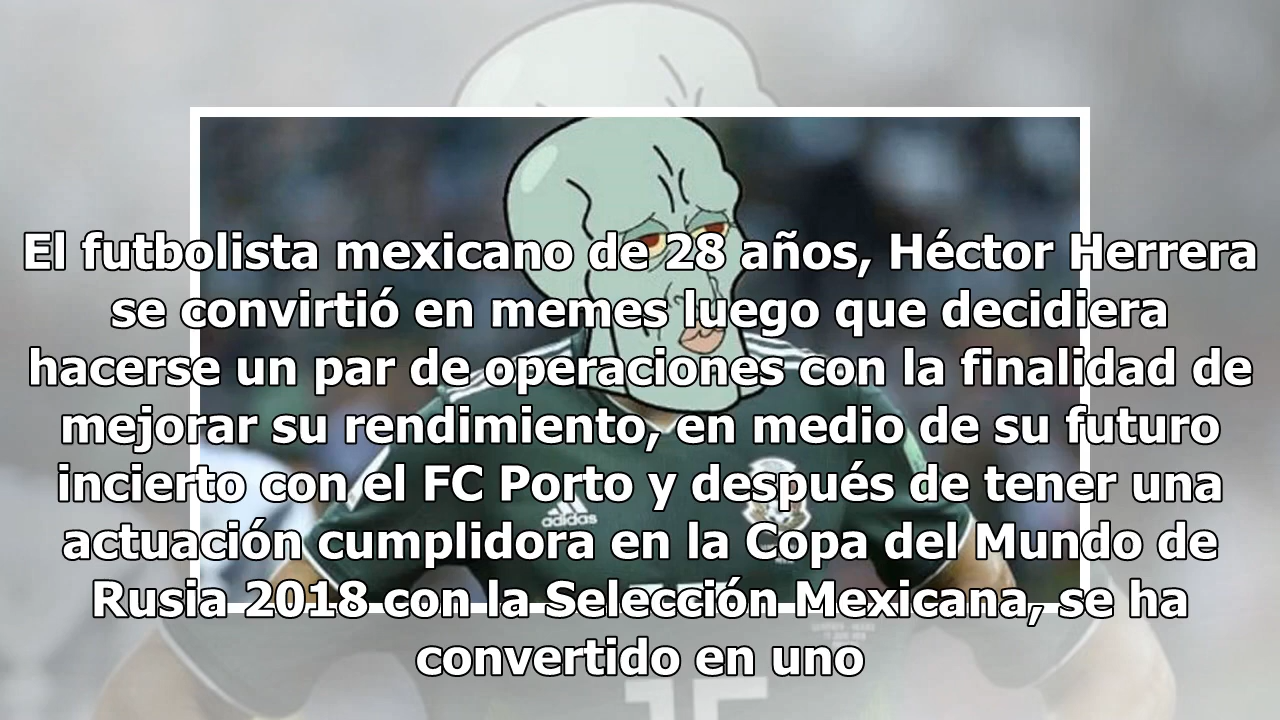 El futbolista mexicano de 28 años, Héctor Herrera
se convirtió en memes luego que decidiera
hacerse un par de operaciones con la finalidad de
mejorar su rendimiento, en medio de su futuro
incierto con el FC Porto y después de tener una
adidas
actuación cumplidora en la Copa del Mundo de
Rusia 2018 con la Selección Mexicana, se ha
convertido en uno